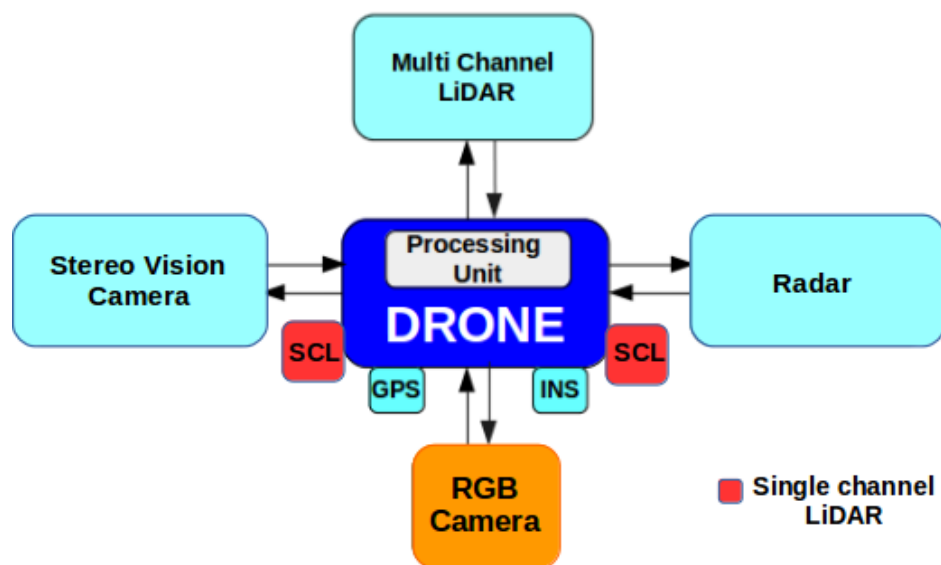 Multi Channel
LiDAR
Processing
Unit
Stereo Vision
Camera
DRONE
Radar
SCL
SCL
GPS
INS
RGB
Camera
Single channel
LiDAR